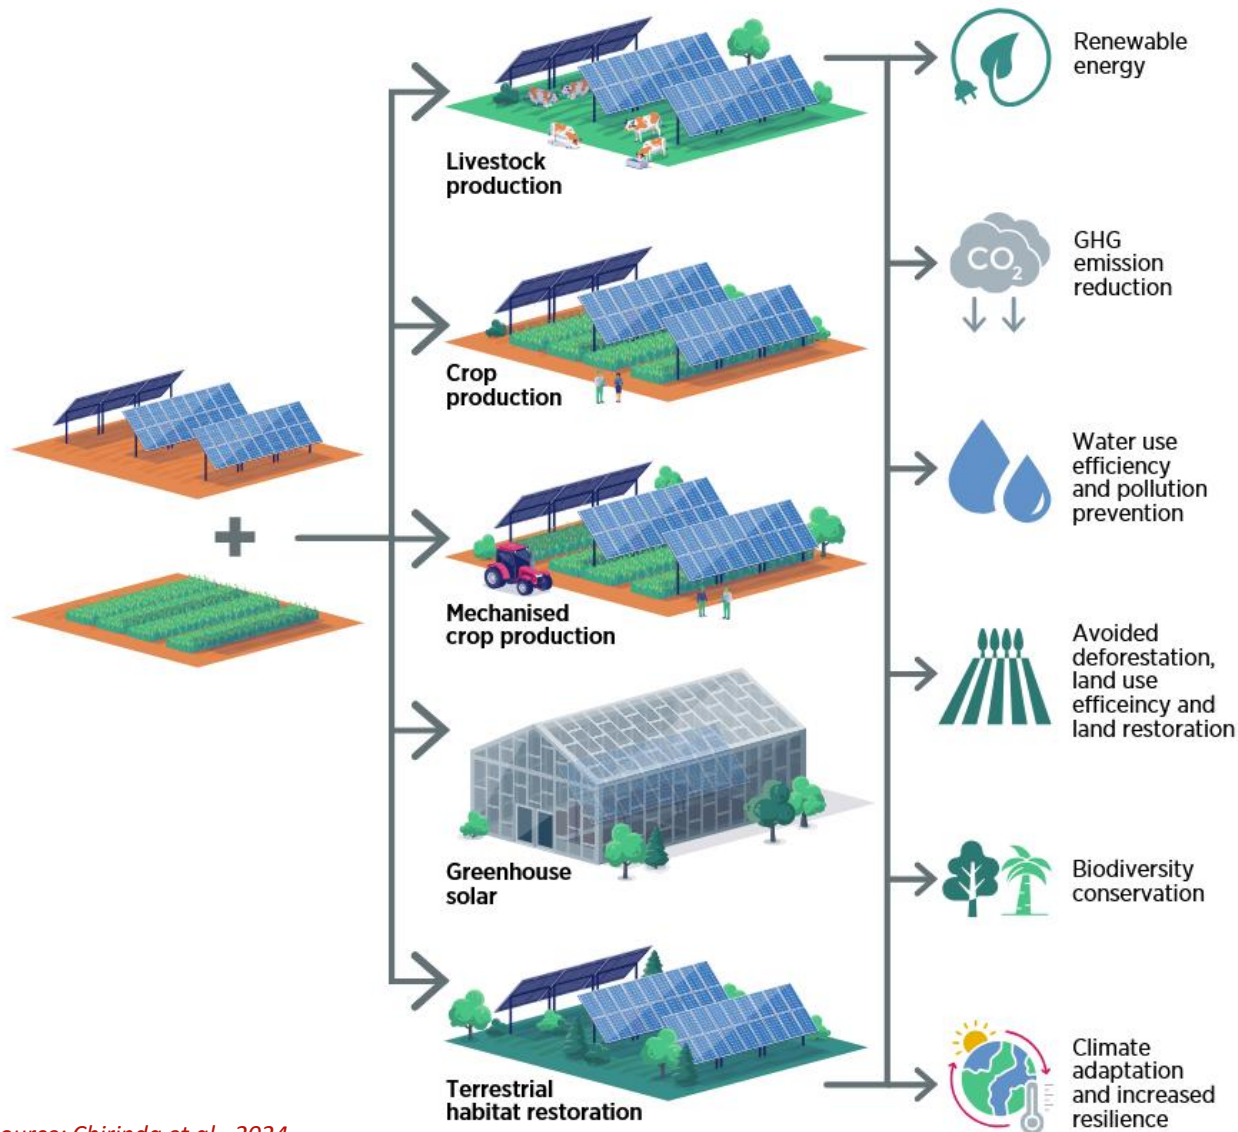 Livestock
production
Crop
production
Mechanised
crop production
Greenhouse
solar
Terrestrial
habitat restoration
Renewable
energy
CO2
GHG
emission
reduction
Water use
efficiency
and pollution
prevention
Avoided
deforestation,
land use
efficeincy and
land restoration
Biodiversity
conservation
Climate
adaptation
and increased
resilience